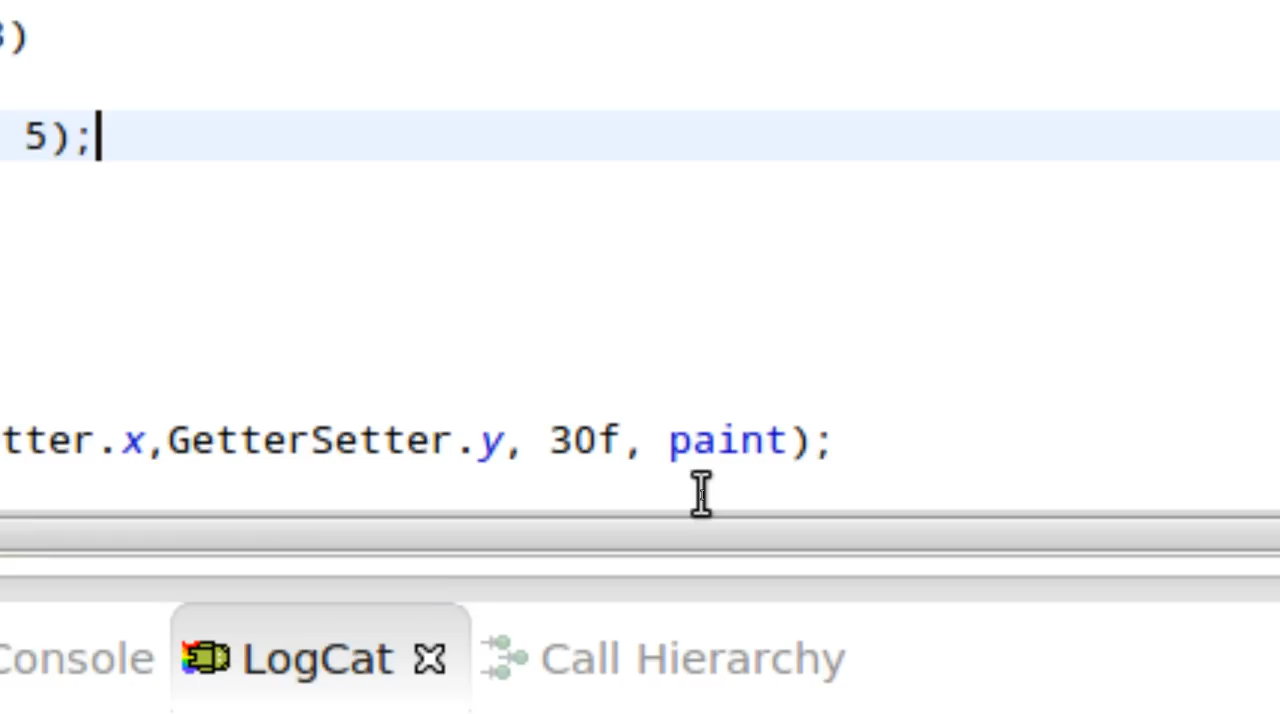 3)
5);
tter.x,GetterSetter.y, 30f, paint);
Console LogCat Call Hierarchy